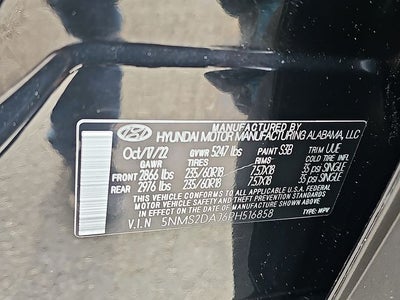 MANUFACTURED BY
HYUNDAI MOTOR MANUFACTURING ALABAMA, LLC
Oct/17/22 GVWR 5247 lbs PAINT S3B TRIM UUE
GAWR TIRES RIMS COLD TIRE INFL
FRONT 2866 lbs 235/60R18 7.5JX18 35 psi SINGLE
REAR 2976 lbs 235/60R18 7.5JX18 35 psi SINGLE
THIS VEHICLE CONFORMS TO ALL APPLICABLE U.S. FEDERAL
MOTOR VEHICLE SAFETY AND THEFT PREVENTION STANDARDS
IN EFFECT ON THE DATE OF MANUFACTURE SHOWN ABOVE.
V.I.N 5NMS2DAJ6PH516858 TYPE: MPV